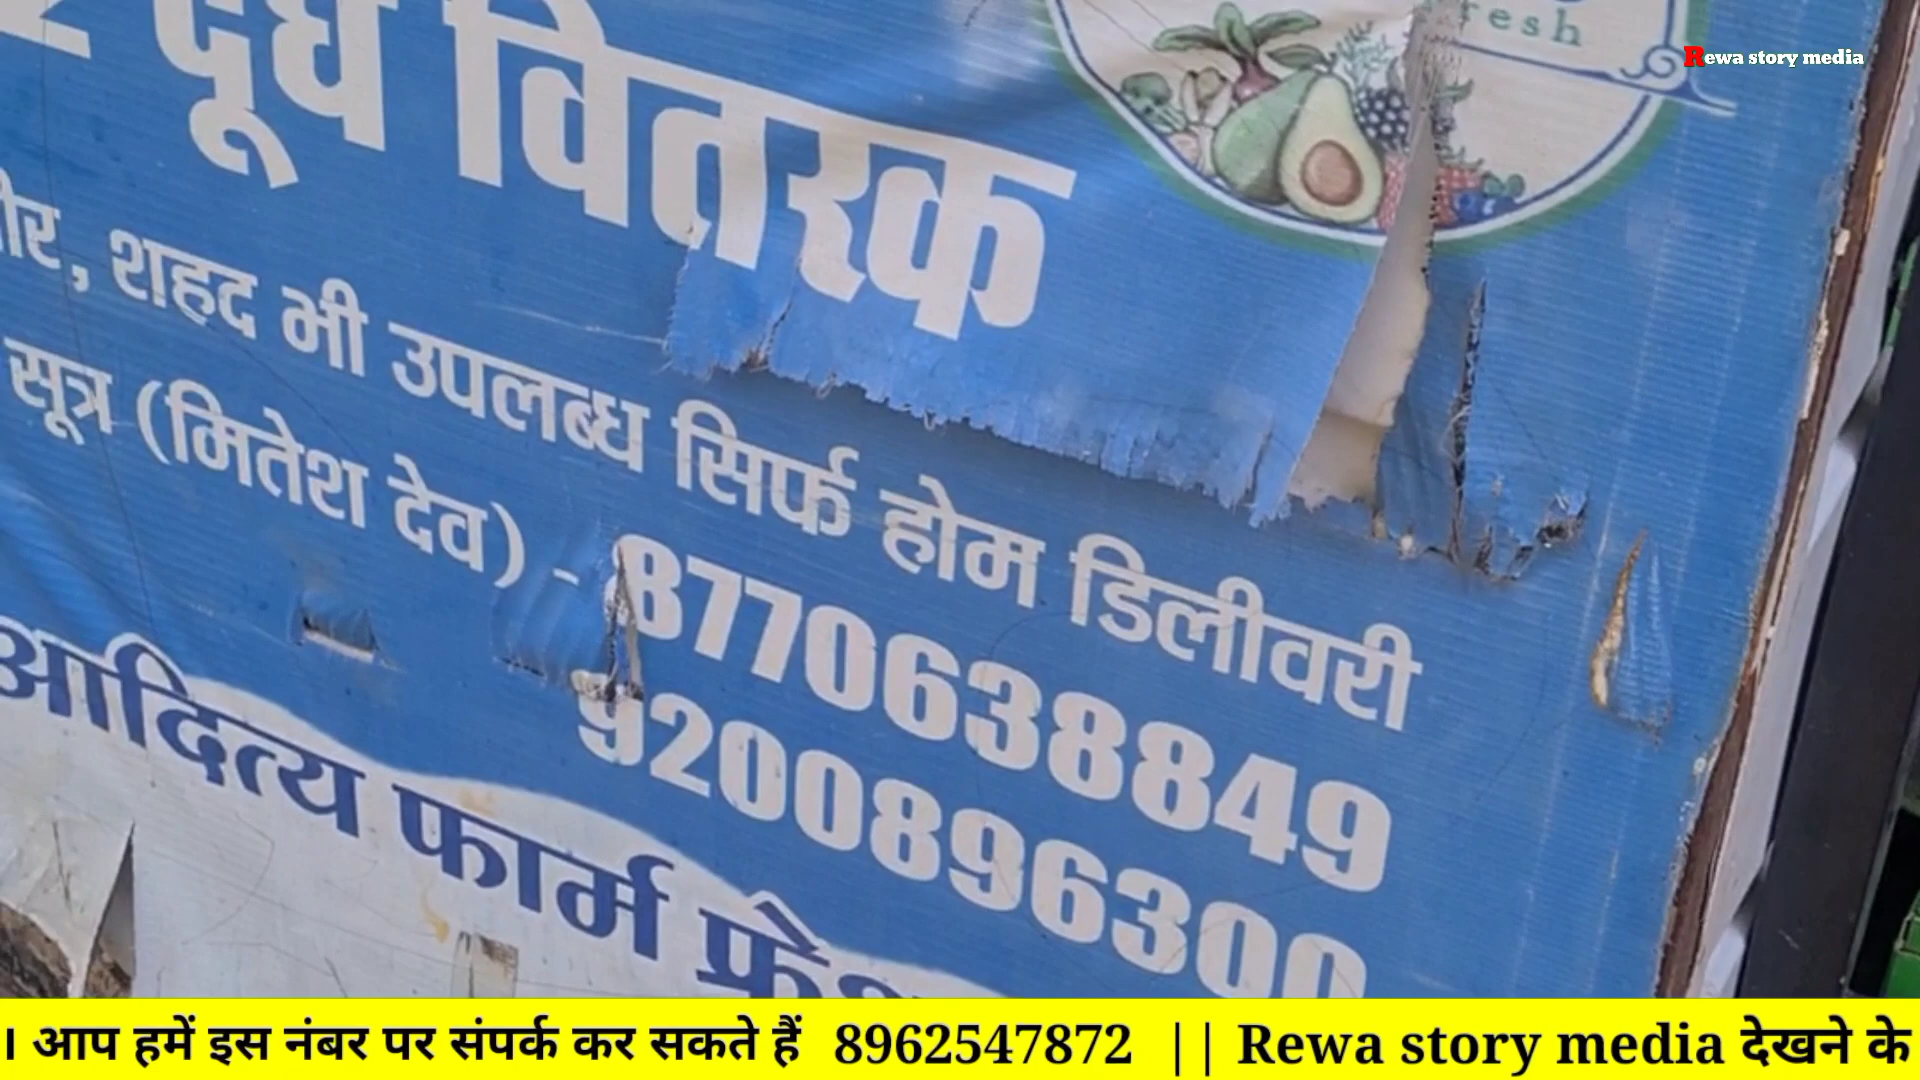 resh
Rewa story media
दूध वितरक
, शहद भी उपलब्ध सिर्फ होम डिलीवरी
सूत्र (मितेश देव) - 8770638849
9200896300
आदित्य फार्म
। आप हमें इस नंबर पर संपर्क कर सकते हैं 8962547872 || Rewa story media देखने के